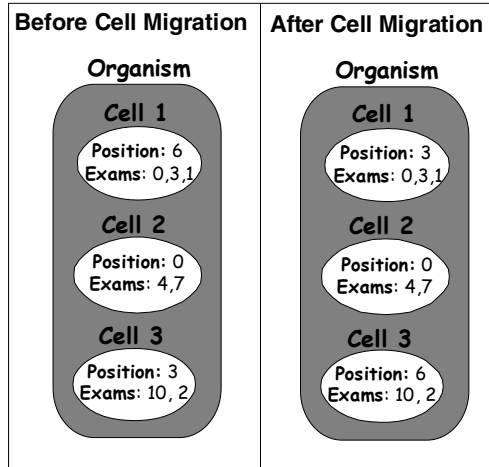 Before Cell Migration
Organism
Cell 1
Position: 6
Exams: 0,3,1
Cell 2
Position: 0
Exams: 4,7
Cell 3
Position: 3
Exams: 10, 2
After Cell Migration
Organism
Cell 1
Position: 3
Exams: 0,3,1
Cell 2
Position: 0
Exams: 4,7
Cell 3
Position: 6
Exams: 10, 2